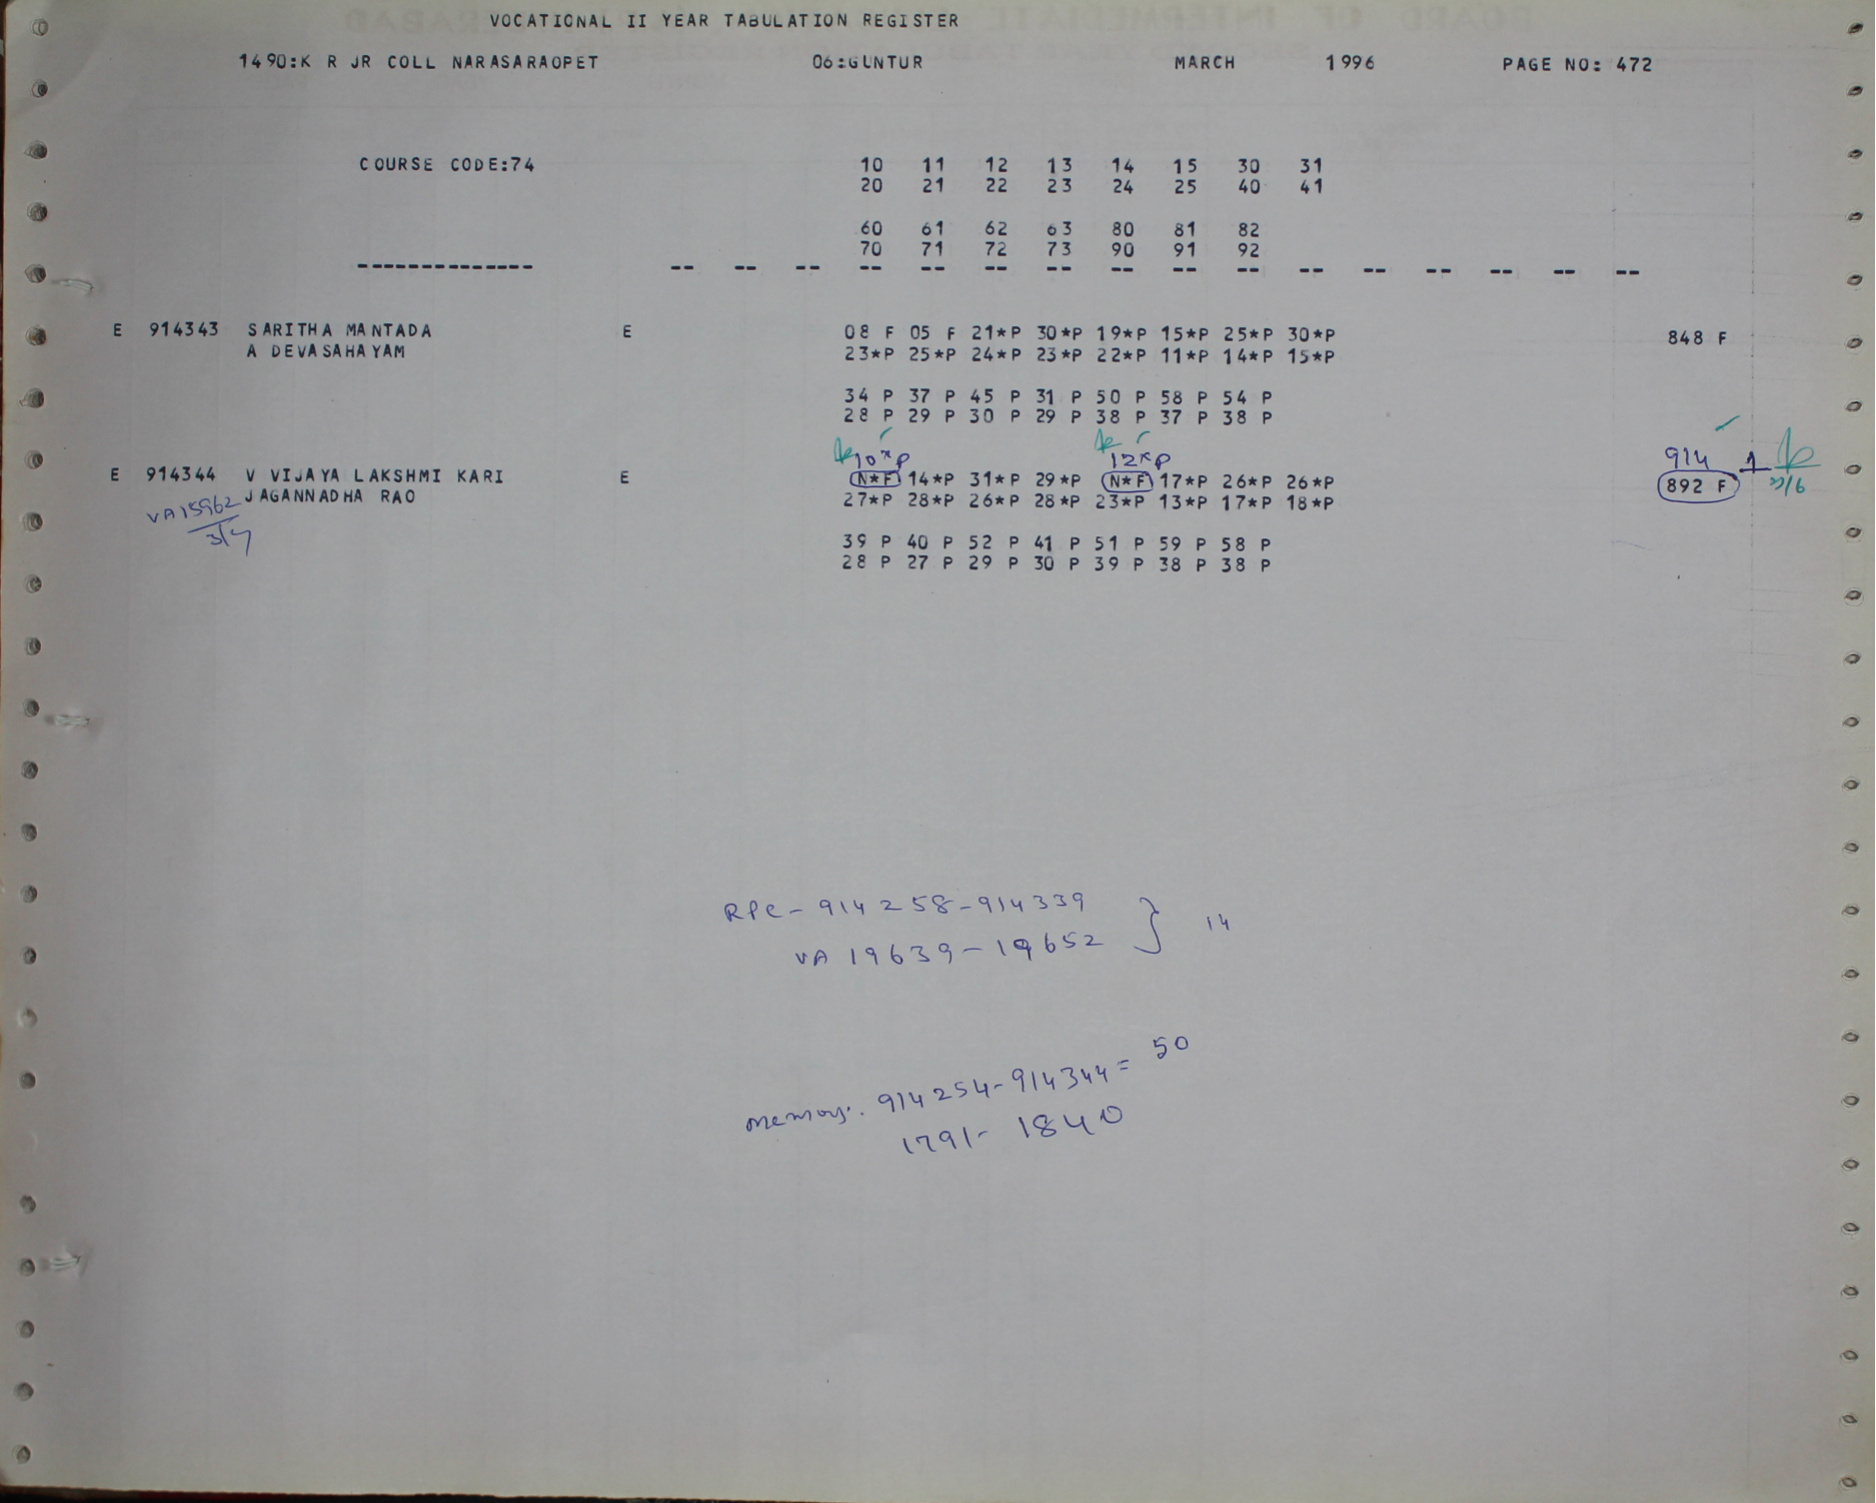 VOCATIONAL II YEAR TABULATION REGISTER
1490:K R JR COLL NARASARAOPET 06:GUNTUR MARCH 1996 PAGE NO: 472
COURSE CODE:74 10 11 12 13 14 15 30 31
20 21 22 23 24 25 40 41
60 61 62 63 80 81 82
70 71 72 73 90 91 92
-------------- -- -- -- -- -- -- -- -- -- -- -- -- -- -- -- --
E 914343 SARITHA MANTADA E 08 F 05 F 21*P 30*P 19*P 15*P 25*P 30*P 848 F
A DEVASAHAYAM 23*P 25*P 24*P 23*P 22*P 11*P 14*P 15*P
34 P 37 P 45 P 31 P 50 P 58 P 54 P
28 P 29 P 30 P 29 P 38 P 37 P 38 P
10*P 12*P 914 1
E 914344 V VIJAYA LAKSHMI KARI E N*F 14*P 31*P 29*P N*F 17*P 26*P 26*P 892 F
VA15962 JAGANNADHA RAO 27*P 28*P 26*P 28*P 23*P 13*P 17*P 18*P
3/7
39 P 40 P 52 P 41 P 51 P 59 P 58 P
28 P 27 P 29 P 30 P 39 P 38 P 38 P
RPC - 914258 - 914339 } 14
VA 19639 - 19652
914254 - 914344 = 50
1791 - 1840